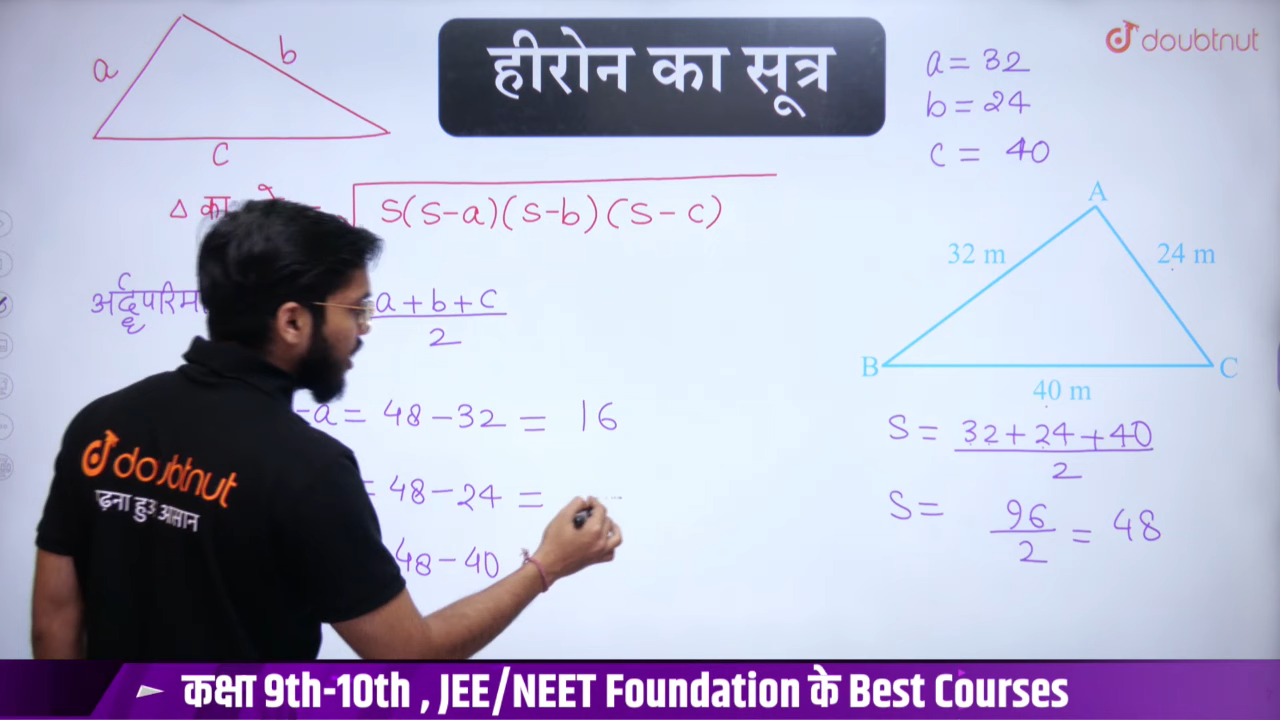 हीरोन का सूत्र
doubtnut
a
b
c
a = 32
b = 24
c = 40
△ का
S(S-a)(S-b)(S-c)
a+b+c
2
-a = 48-32 = 16
= 48-24 =
48-40
A
32 m
24 m
B
C
40 m
S = 32+24+40
2
S = 96
2
= 48
doubtnut
पढ़ना हुआ आसान
कक्षा 9th-10th , JEE/NEET Foundation के Best Courses